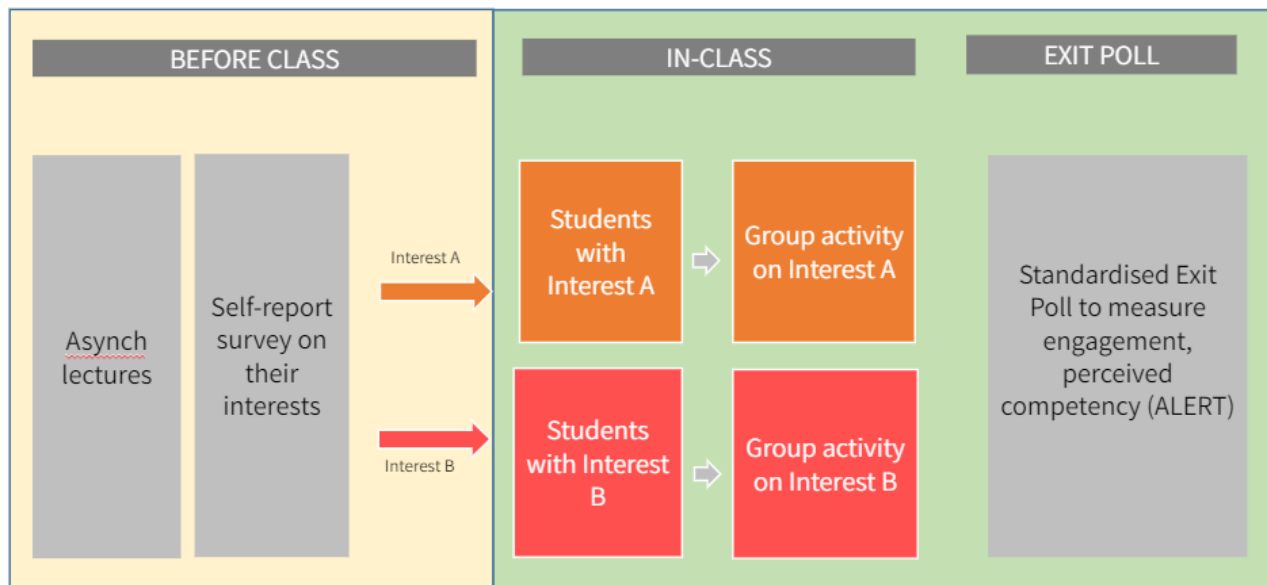 BEFORE CLASS
IN-CLASS
EXIT POLL
Asynch
lectures
Self-report
survey on
their
interests
Interest A
Interest B
Students
with
Interest A
Group activity
on Interest A
Students
with Interest
B
Group activity
on Interest B
Standardised Exit
Poll to measure
engagement,
perceived
competency (ALERT)